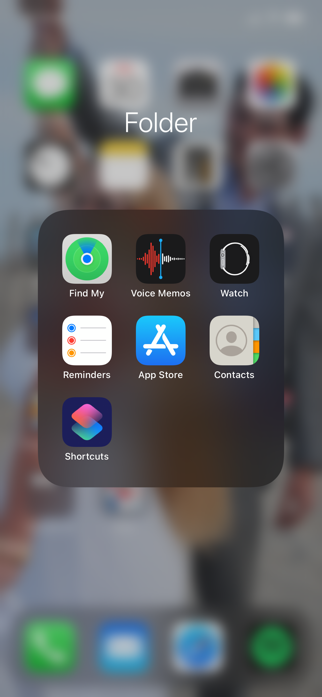 Folder
Find My
Voice Memos
Watch
Reminders
App Store
Contacts
Shortcuts